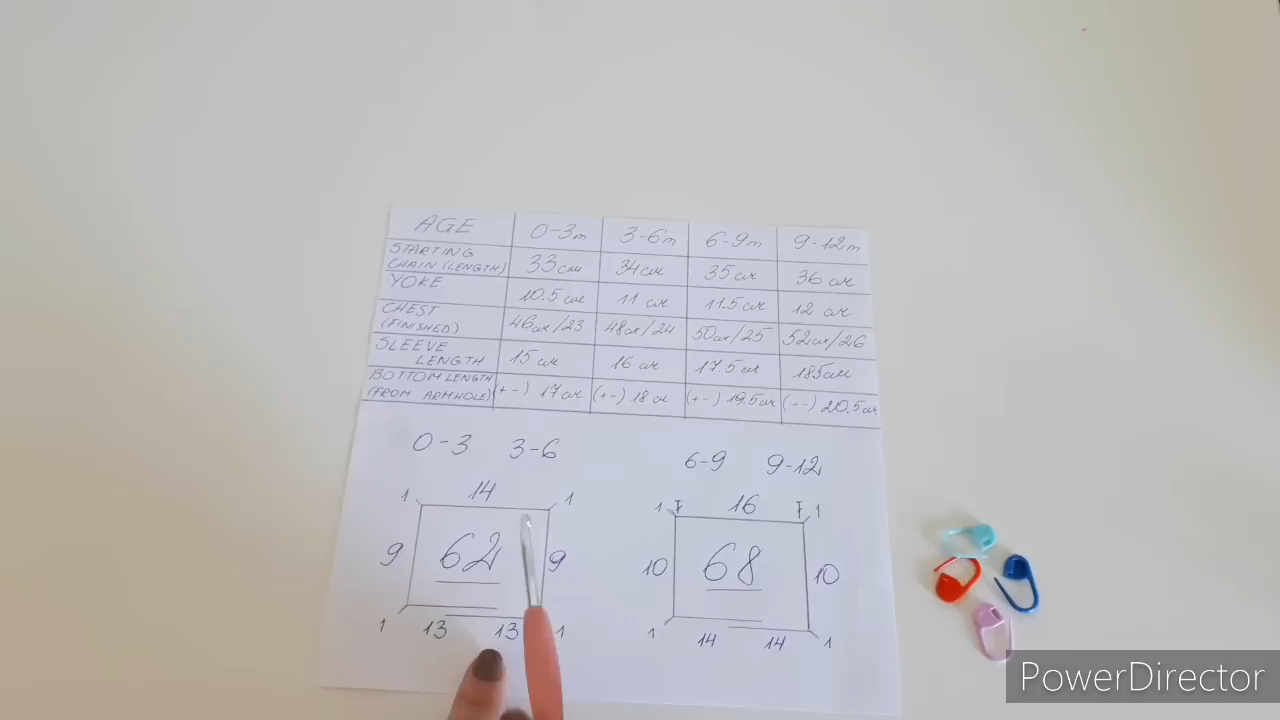 AGE 0-3m 3-6m 6-9m 9-12m
STARTING
CHAIN (LENGTH) 33cm 34cm 35cm 36cm
YOKE 10.5cm 11cm 11.5cm 12cm
CHEST
(FINISHED) 46cm/23 48cm/24 50cm/25 52cm/26
SLEEVE
LENGTH 15cm 16cm 17.5cm 18.5cm
BOTTOM LENGTH
(FROM ARMHOLE) (+-) 17cm (+-) 18cm (+-) 19.5cm (+-) 20.5cm
0-3 3-6
6-9 9-12
1 14 1
9 62 9
1 13 13 1
1 16 1
10 68 10
1 14 14 1
PowerDirector